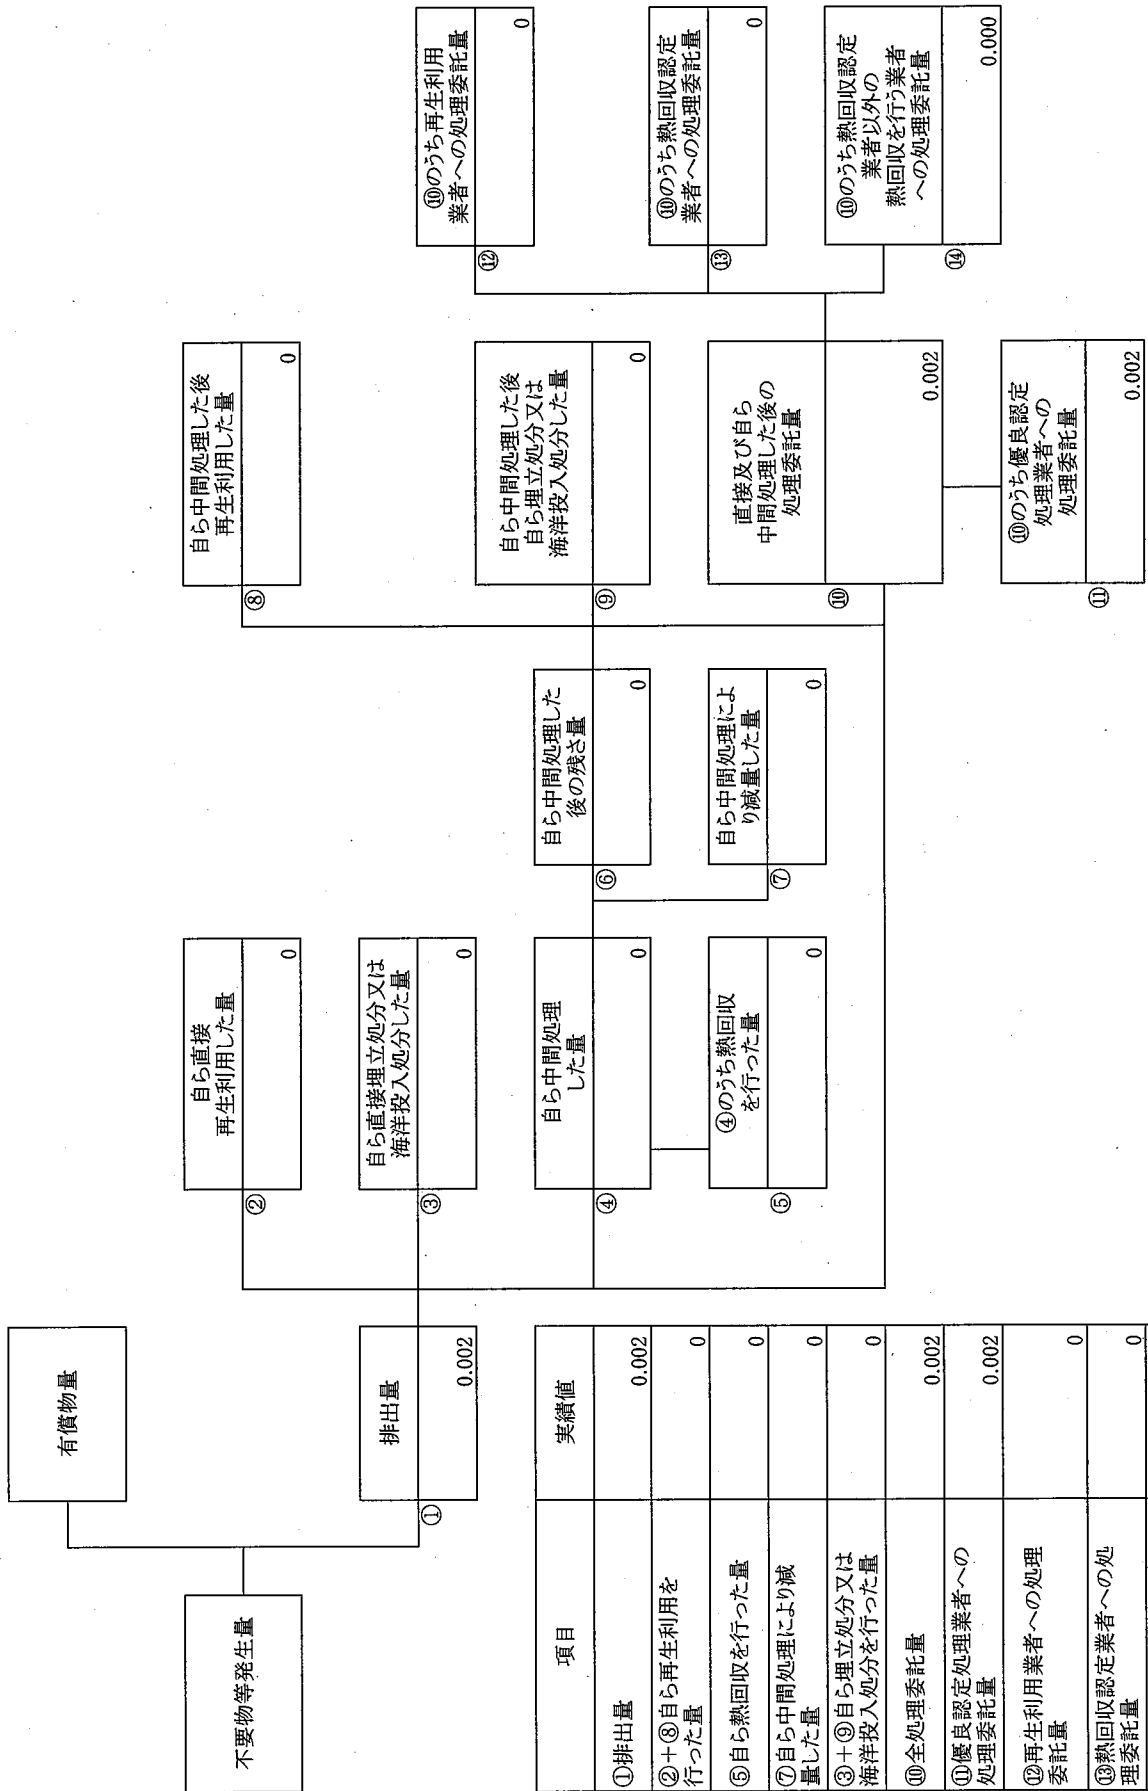 不要物等発生量
有償物量
①
排出量
0.002
②
自ら直接
再生利用した量
0
③
自ら直接埋立処分又は
海洋投入処分した量
0
④
自ら中間処理
した量
0
⑤
④のうち熱回収
を行った量
0
⑥
自ら中間処理した
後の残さ量
0
⑦
自ら中間処理によ
り減量した量
0
⑧
自ら中間処理した後
再生利用した量
0
⑨
自ら中間処理した後
自ら埋立処分又は
海洋投入処分した量
0
⑩
直接及び自ら
中間処理した後の
処理委託量
0.002
⑪
⑩のうち優良認定
処理業者への
処理委託量
0.002
⑫
⑩のうち再生利用
業者への処理委託量
0
⑬
⑩のうち熱回収認定
業者への処理委託量
0
⑭
⑩のうち熱回収認定
業者以外の
熱回収を行う業者
への処理委託量
0.000
項目 実績値
①排出量 0.002
②+⑧自ら再生利用を
行った量 0
⑤自ら熱回収を行った量 0
⑦自ら中間処理により減
量した量 0
③+⑨自ら埋立処分又は
海洋投入処分を行った量 0
⑩全処理委託量 0.002
⑪優良認定処理業者への
処理委託量 0.002
⑫再生利用業者への処理
委託量 0
⑬熱回収認定業者への処
理委託量 0